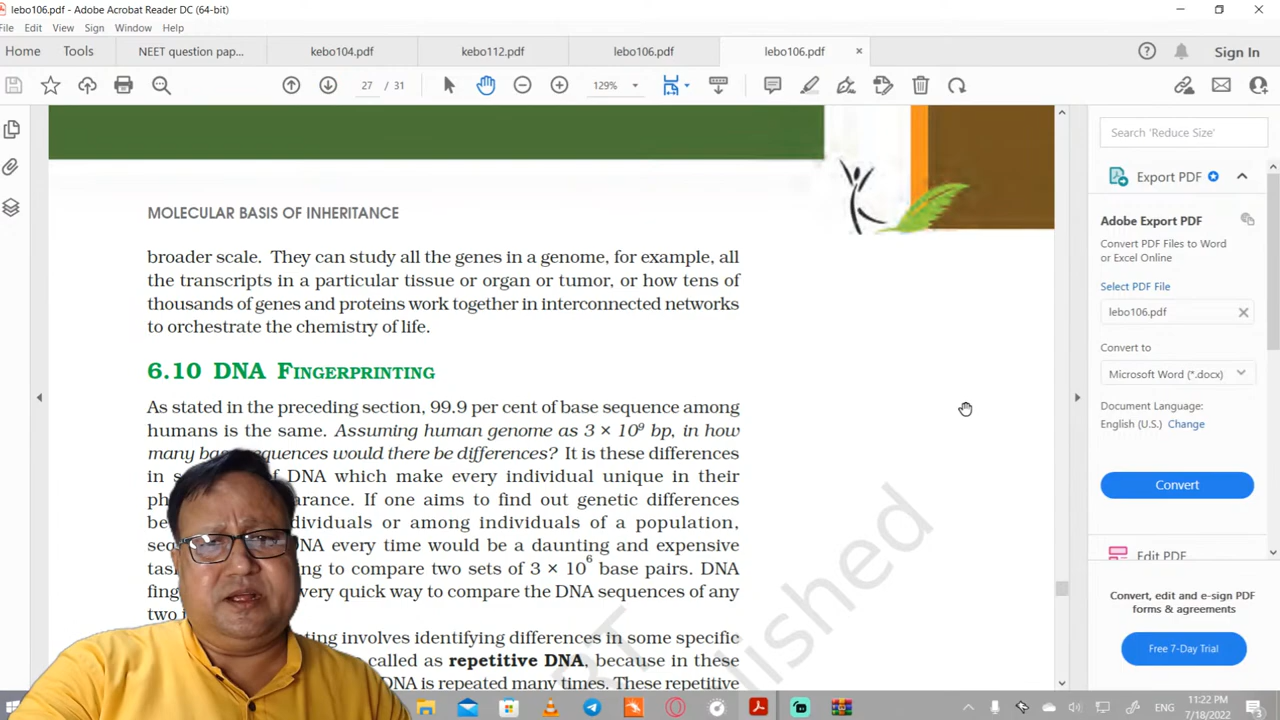 lebo106.pdf - Adobe Acrobat Reader DC (64-bit)
File Edit View Sign Window Help
Home Tools NEET question pap... kebo104.pdf kebo112.pdf lebo106.pdf lebo106.pdf × Sign In
27 / 31 129%
MOLECULAR BASIS OF INHERITANCE
broader scale. They can study all the genes in a genome, for example, all
the transcripts in a particular tissue or organ or tumor, or how tens of
thousands of genes and proteins work together in interconnected networks
to orchestrate the chemistry of life.
6.10 DNA FINGERPRINTING
As stated in the preceding section, 99.9 per cent of base sequence among
humans is the same. Assuming human genome as 3 × 10⁹ bp, in how
many base sequences would there be differences? It is these differences
in DNA which make every individual unique in their
If one aims to find out genetic differences
or among individuals of a population,
DNA every time would be a daunting and expensive
to compare two sets of 3 × 10⁶ base pairs. DNA
very quick way to compare the DNA sequences of any
two
involves identifying differences in some specific
called as repetitive DNA, because in these
DNA is repeated many times. These repetitive
Search 'Reduce Size'
Export PDF
Adobe Export PDF
Convert PDF Files to Word
or Excel Online
Select PDF File
lebo106.pdf
Convert to
Microsoft Word (*.docx)
Document Language:
English (U.S.) Change
Convert
Edit PDF
Convert, edit and e-sign PDF
forms & agreements
Free 7-Day Trial
ENG
11:22 PM
7/18/2022